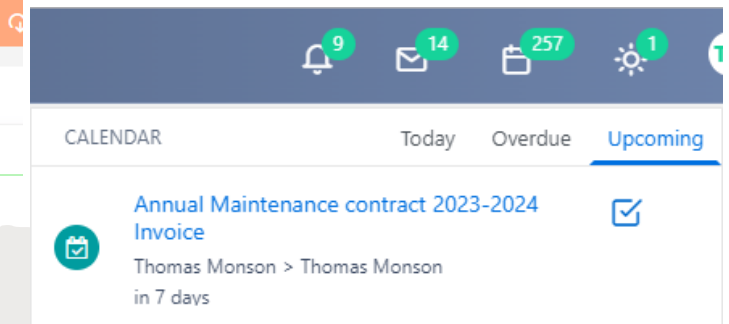 9 14 257 1
CALENDAR Today Overdue Upcoming
Annual Maintenance contract 2023-2024
Invoice
Thomas Monson > Thomas Monson
in 7 days